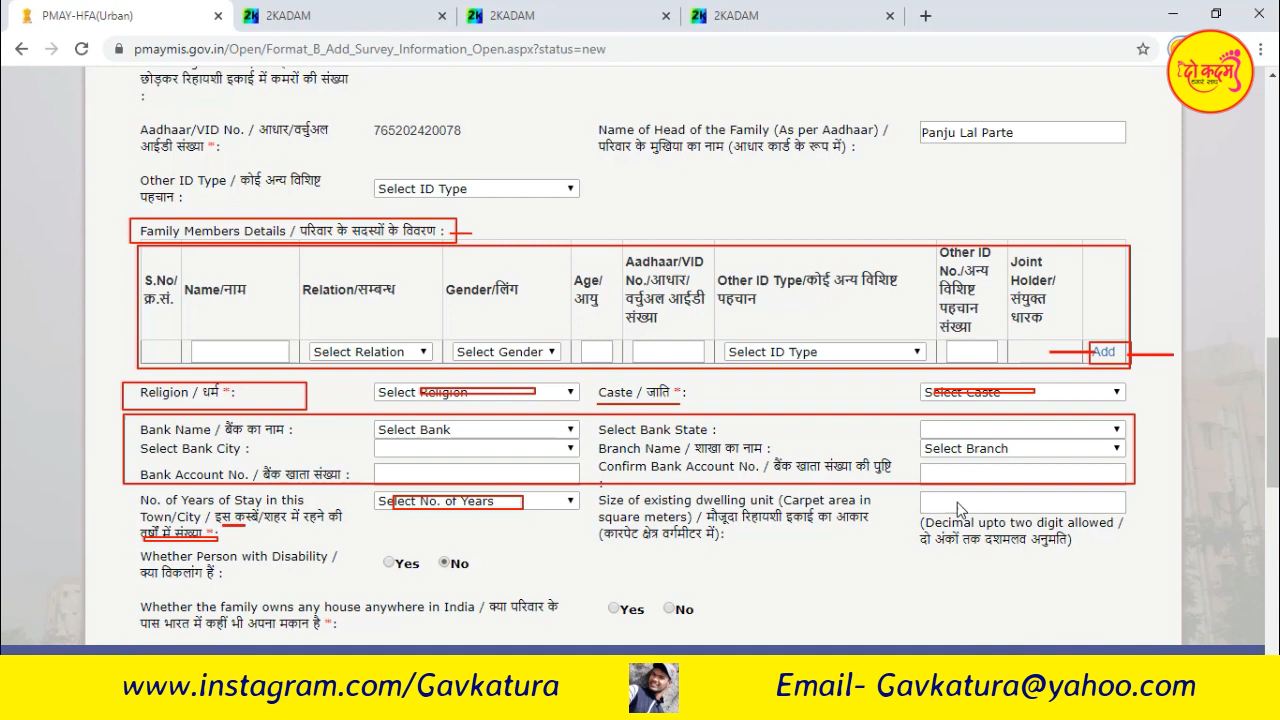 PMAY-HFA(Urban)
2KADAM
2KADAM
2KADAM
pmaymis.gov.in/Open/Format_B_Add_Survey_Information_Open.aspx?status=new
दो कदम
छोड़कर रिहायशी इकाई में कमरों की संख्या
:
Aadhaar/VID No. / आधार/वर्चुअल
आईडी संख्या *:
765202420078
Name of Head of the Family (As per Aadhaar) /
परिवार के मुखिया का नाम (आधार कार्ड के रूप में) :
Panju Lal Parte
Other ID Type / कोई अन्य विशिष्ट
पहचान :
Select ID Type
Family Members Details / परिवार के सदस्यों के विवरण :
S.No/
क्र.सं.
Name/नाम
Relation/सम्बन्ध
Gender/लिंग
Age/
आयु
Aadhaar/VID
No./आधार/
वर्चुअल आईडी
संख्या
Other ID Type/कोई अन्य विशिष्ट
पहचान
Other ID
No./अन्य
विशिष्ट
पहचान
संख्या
Joint
Holder/
संयुक्त
धारक
Select Relation
Select Gender
Select ID Type
Add
Religion / धर्म *:
Select Religion
Caste / जाति *:
Select Caste
Bank Name / बैंक का नाम :
Select Bank
Select Bank State :
Select Bank City :
Branch Name / शाखा का नाम :
Select Branch
Bank Account No. / बैंक खाता संख्या :
Confirm Bank Account No. / बैंक खाता संख्या की पुष्टि
:
No. of Years of Stay in this
Town/City / इस कस्बें/शहर में रहने की
वर्षों में संख्या *:
Select No. of Years
Size of existing dwelling unit (Carpet area in
square meters) / मौजूदा रिहायशी इकाई का आकार
(कारपेट क्षेत्र वर्गमीटर में):
(Decimal upto two digit allowed /
दो अंकों तक दशमलव अनुमति)
Whether Person with Disability /
क्या विकलांग हैं :
Yes
No
Whether the family owns any house anywhere in India / क्या परिवार के
पास भारत में कहीं भी अपना मकान है *:
Yes
No
www.instagram.com/Gavkatura
Email- Gavkatura@yahoo.com